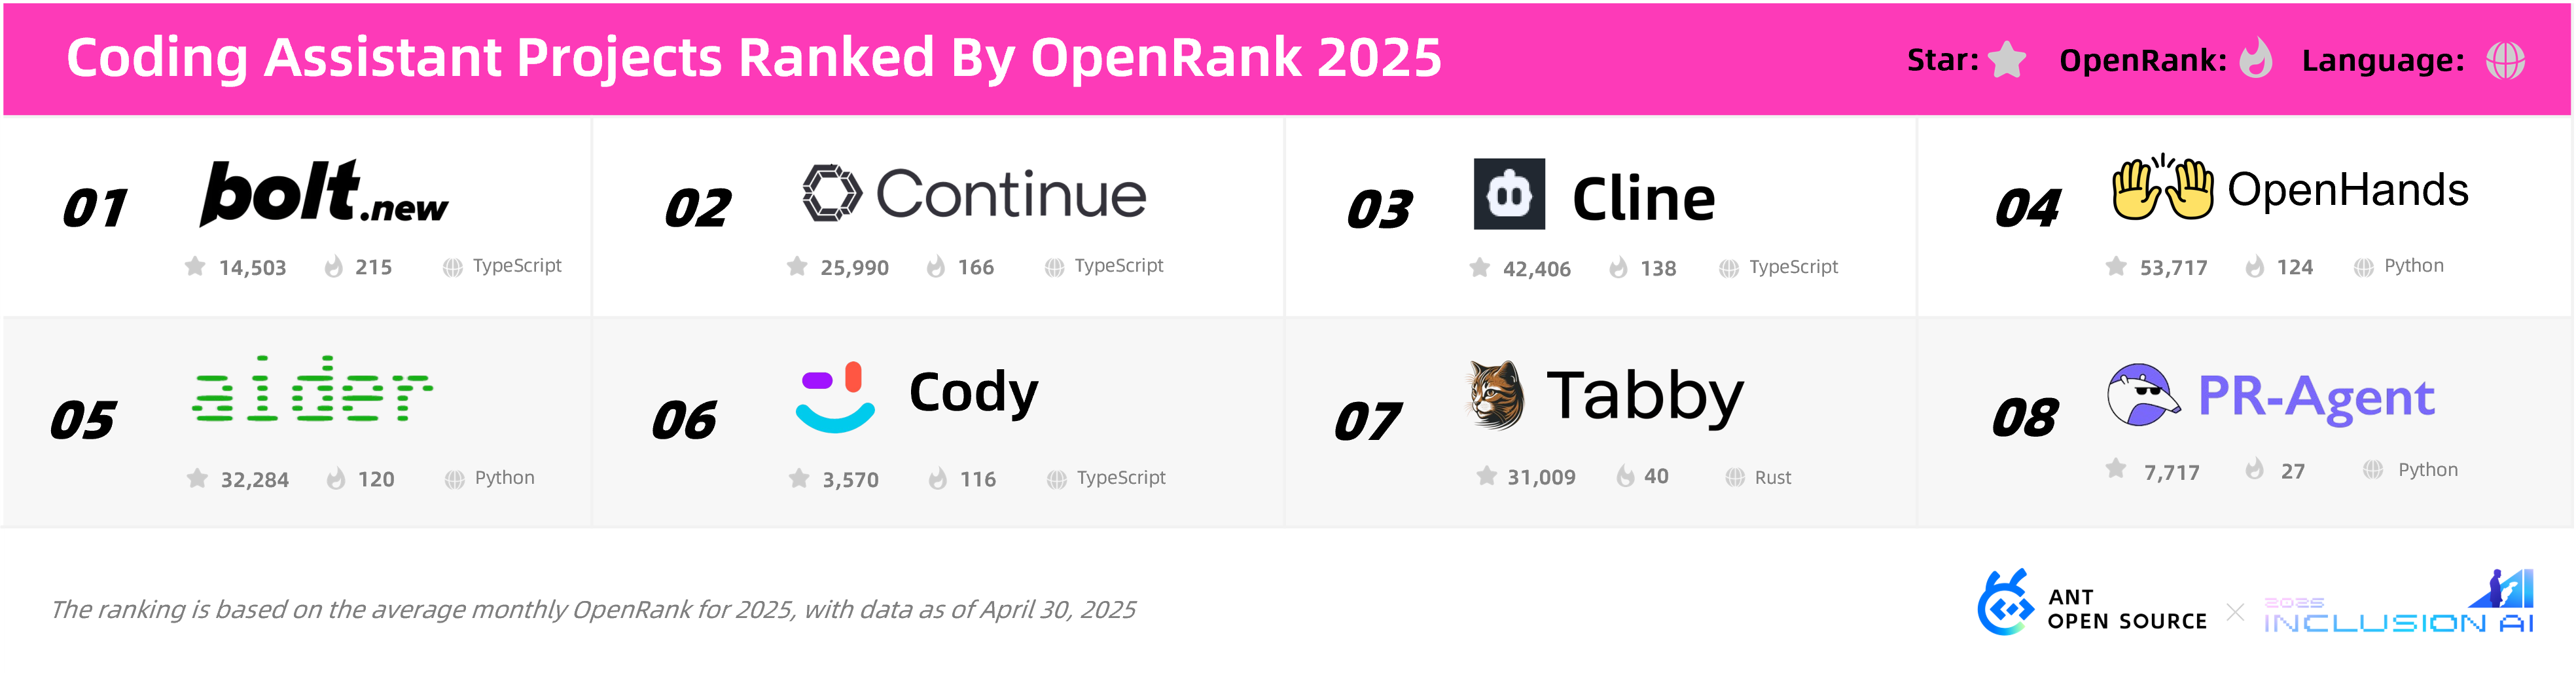 Coding Assistant Projects Ranked By OpenRank 2025
Star: OpenRank: Language:
01 bolt.new
14,503 215 TypeScript
02 Continue
25,990 166 TypeScript
03 Cline
42,406 138 TypeScript
04 OpenHands
53,717 124 Python
05 aider
32,284 120 Python
06 Cody
3,570 116 TypeScript
07 Tabby
31,009 40 Rust
08 PR-Agent
7,717 27 Python
The ranking is based on the average monthly OpenRank for 2025, with data as of April 30, 2025
ANT
OPEN SOURCE
2025
INCLUSION AI